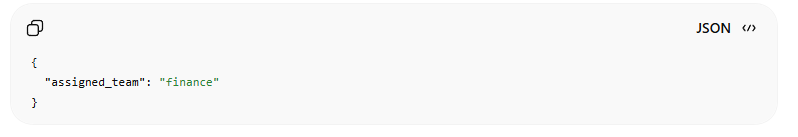 JSON </>
{
  "assigned_team": "finance"
}